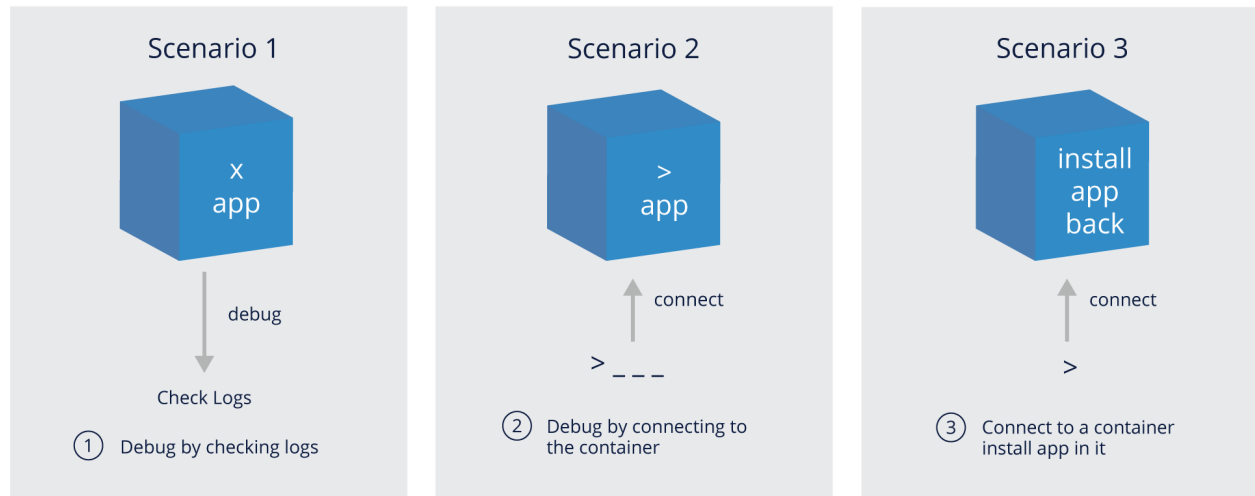 Scenario 1
x
app
debug
Check Logs
1 Debug by checking logs
Scenario 2
>
app
connect
> _ _ _
2 Debug by connecting to
the container
Scenario 3
install
app
back
connect
>
3 Connect to a container
install app in it